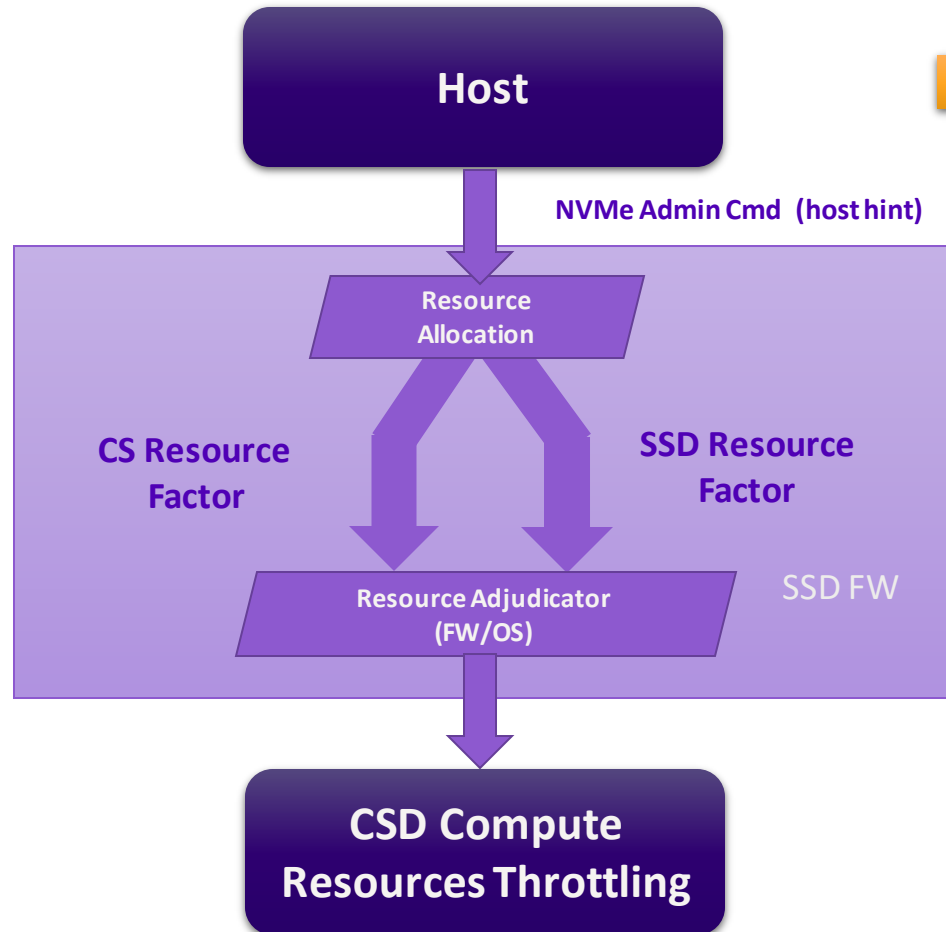 Host
NVMe Admin Cmd (host hint)
Resource
Allocation
CS Resource
Factor
SSD Resource
Factor
Resource Adjudicator
(FW/OS)
SSD FW
CSD Compute
Resources Throttling